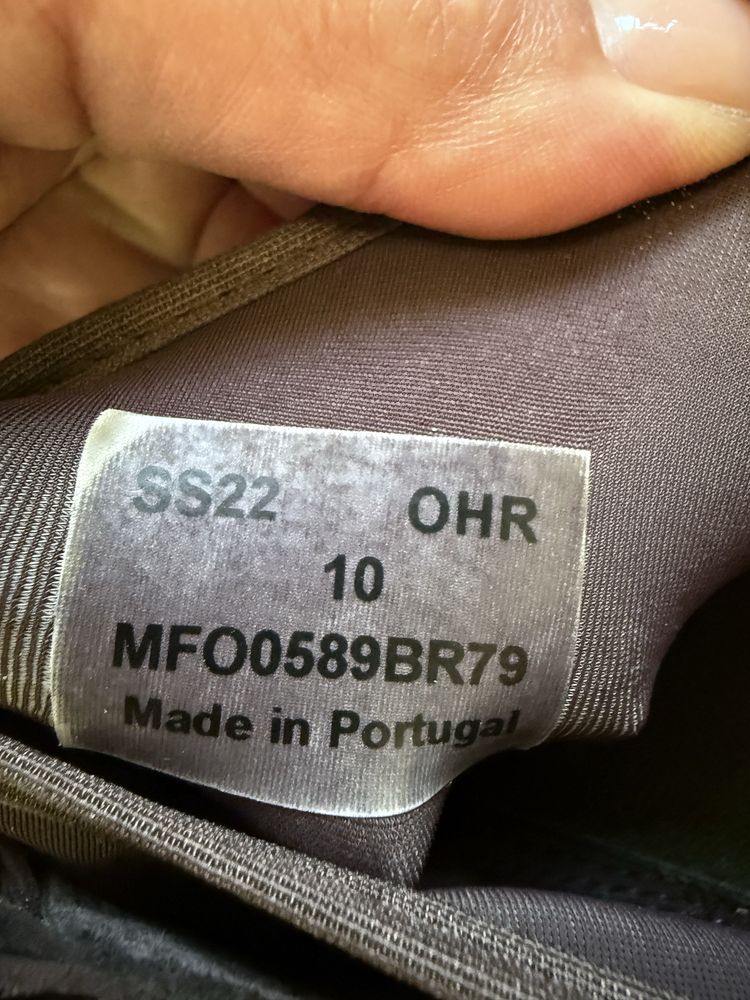 SS22 OHR
10
MFO0589BR79
Made in Portugal